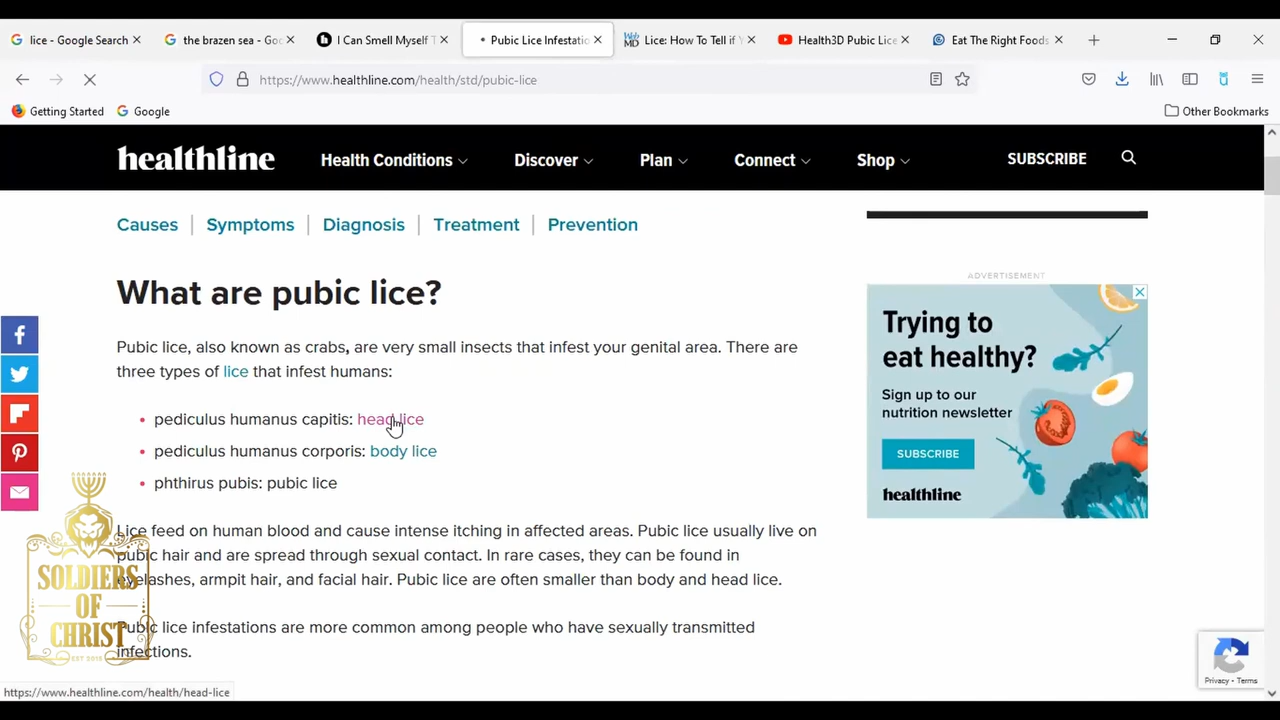 lice - Google Search
the brazen sea - Goo
I Can Smell Myself T
Pubic Lice Infestatio
WebMD
Lice: How To Tell if Y
Health3D Pubic Lice
Eat The Right Foods
https://www.healthline.com/health/std/pubic-lice
Getting Started
Google
Other Bookmarks
healthline
Health Conditions
Discover
Plan
Connect
Shop
SUBSCRIBE
Causes | Symptoms | Diagnosis | Treatment | Prevention
What are pubic lice?
Pubic lice, also known as crabs, are very small insects that infest your genital area. There are
three types of lice that infest humans:
• pediculus humanus capitis: head lice
• pediculus humanus corporis: body lice
• phthirus pubis: pubic lice
Lice feed on human blood and cause intense itching in affected areas. Pubic lice usually live on
pubic hair and are spread through sexual contact. In rare cases, they can be found in
eyelashes, armpit hair, and facial hair. Pubic lice are often smaller than body and head lice.
Pubic lice infestations are more common among people who have sexually transmitted
infections.
ADVERTISEMENT
Trying to
eat healthy?
Sign up to our
nutrition newsletter
SUBSCRIBE
healthline
SOLDIERS
OF
CHRIST
EST 2015
Privacy - Terms
https://www.healthline.com/health/head-lice